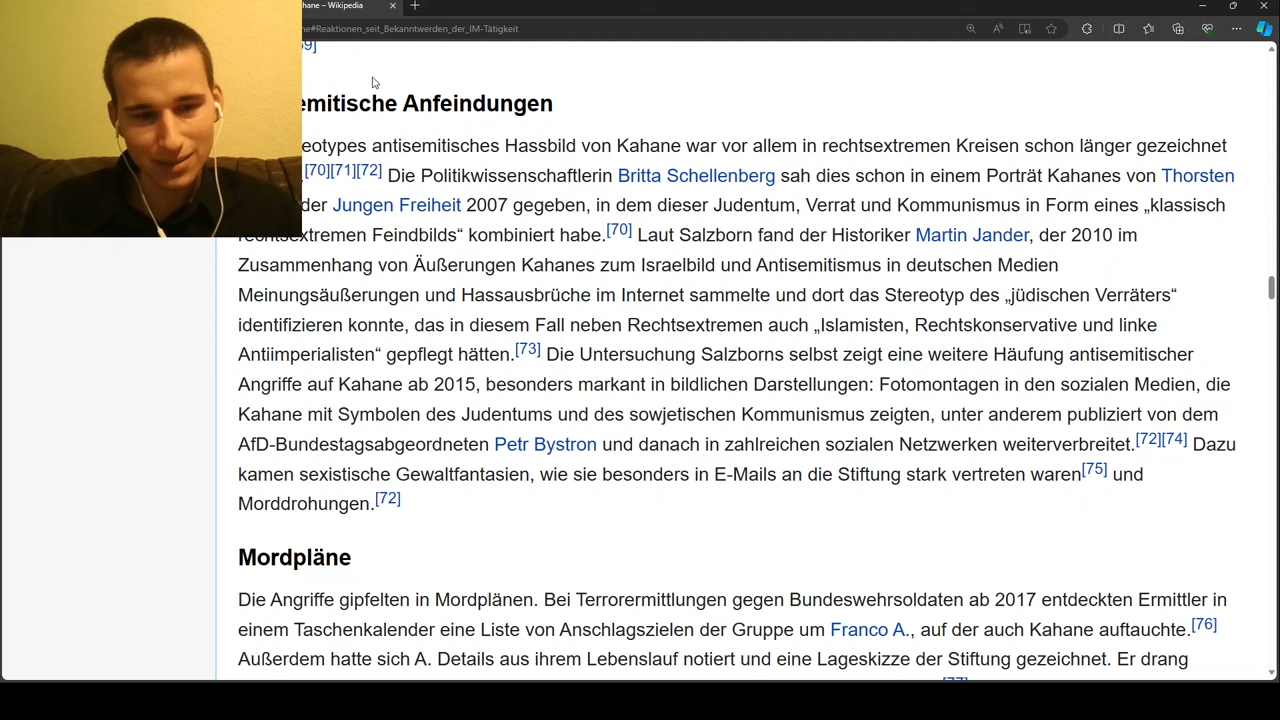 hane – Wikipedia
ne#Reaktionen_seit_Bekanntwerden_der_IM-Tätigkeit
69]
emitische Anfeindungen
eotypes antisemitisches Hassbild von Kahane war vor allem in rechtsextremen Kreisen schon länger gezeichnet
.[70][71][72] Die Politikwissenschaftlerin Britta Schellenberg sah dies schon in einem Porträt Kahanes von Thorsten
der Jungen Freiheit 2007 gegeben, in dem dieser Judentum, Verrat und Kommunismus in Form eines „klassisch
rechtsextremen Feindbilds“ kombiniert habe.[70] Laut Salzborn fand der Historiker Martin Jander, der 2010 im
Zusammenhang von Äußerungen Kahanes zum Israelbild und Antisemitismus in deutschen Medien
Meinungsäußerungen und Hassausbrüche im Internet sammelte und dort das Stereotyp des „jüdischen Verräters“
identifizieren konnte, das in diesem Fall neben Rechtsextremen auch „Islamisten, Rechtskonservative und linke
Antiimperialisten“ gepflegt hätten.[73] Die Untersuchung Salzborns selbst zeigt eine weitere Häufung antisemitischer
Angriffe auf Kahane ab 2015, besonders markant in bildlichen Darstellungen: Fotomontagen in den sozialen Medien, die
Kahane mit Symbolen des Judentums und des sowjetischen Kommunismus zeigten, unter anderem publiziert von dem
AfD-Bundestagsabgeordneten Petr Bystron und danach in zahlreichen sozialen Netzwerken weiterverbreitet.[72][74] Dazu
kamen sexistische Gewaltfantasien, wie sie besonders in E-Mails an die Stiftung stark vertreten waren[75] und
Morddrohungen.[72]
Mordpläne
Die Angriffe gipfelten in Mordplänen. Bei Terrorermittlungen gegen Bundeswehrsoldaten ab 2017 entdeckten Ermittler in
einem Taschenkalender eine Liste von Anschlagszielen der Gruppe um Franco A., auf der auch Kahane auftauchte.[76]
Außerdem hatte sich A. Details aus ihrem Lebenslauf notiert und eine Lageskizze der Stiftung gezeichnet. Er drang
[77]